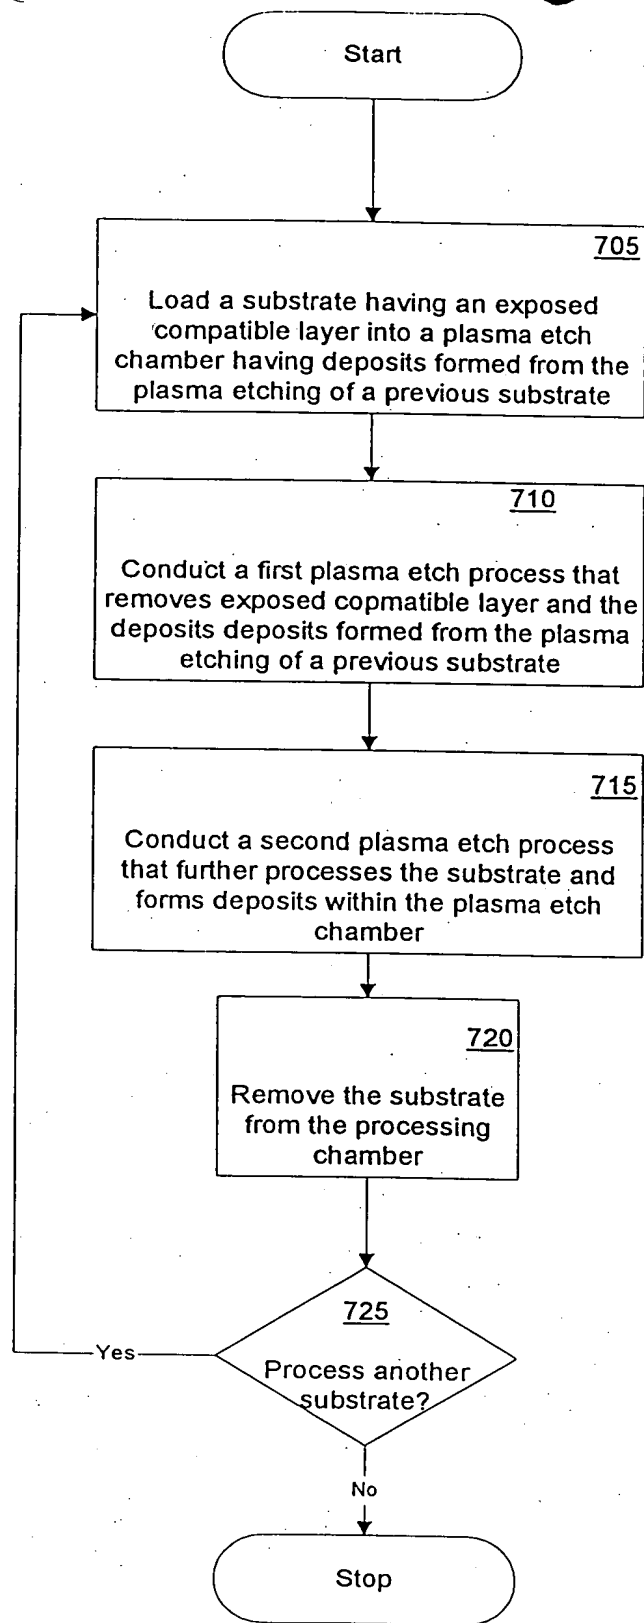 Start
705
Load a substrate having an exposed
compatible layer into a plasma etch
chamber having deposits formed from the
plasma etching of a previous substrate
710
Conduct a first plasma etch process that
removes exposed copmatible layer and the
deposits deposits formed from the plasma
etching of a previous substrate
715
Conduct a second plasma etch process
that further processes the substrate and
forms deposits within the plasma etch
chamber
720
Remove the substrate
from the processing
chamber
725
Process another
substrate?
Yes
No
Stop